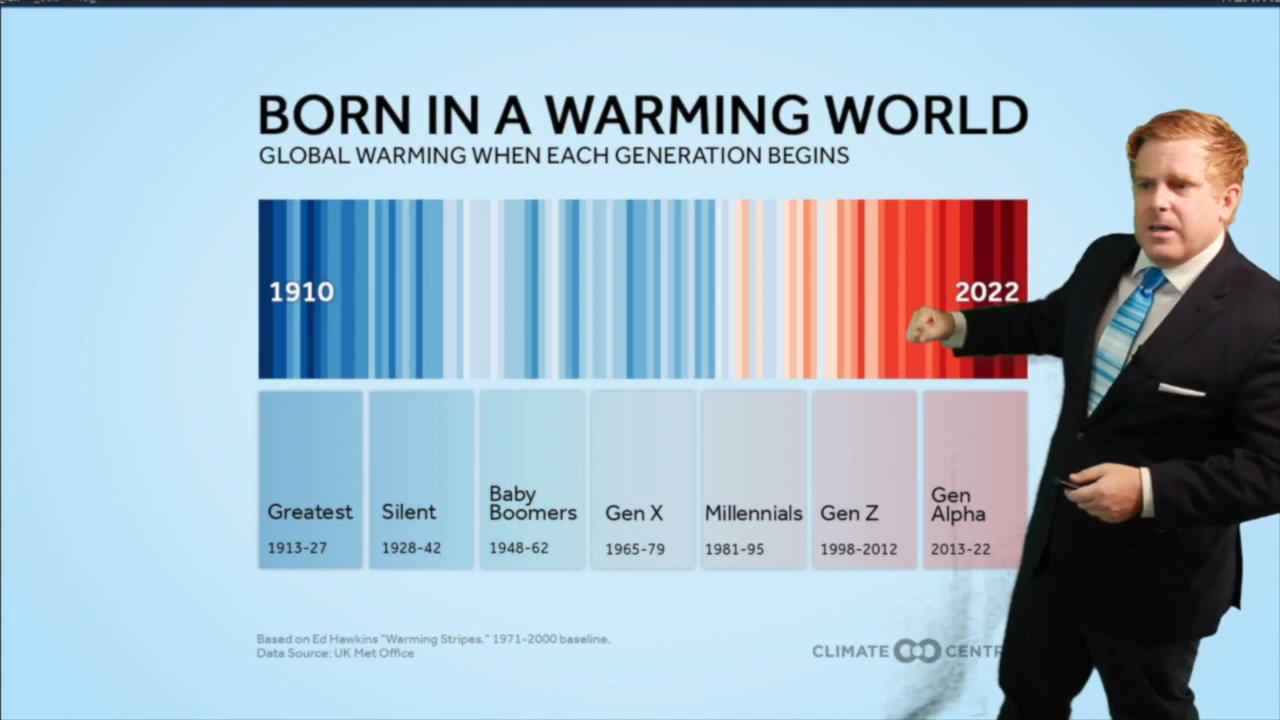 BORN IN A WARMING WORLD
GLOBAL WARMING WHEN EACH GENERATION BEGINS
1910
2022
Greatest
1913-27
Silent
1928-42
Baby
Boomers
1948-62
Gen X
1965-79
Millennials
1981-95
Gen Z
1998-2012
Gen
Alpha
2013-22
Based on Ed Hawkins "Warming Stripes." 1971-2000 baseline.
Data Source: UK Met Office
CLIMATE CENTR